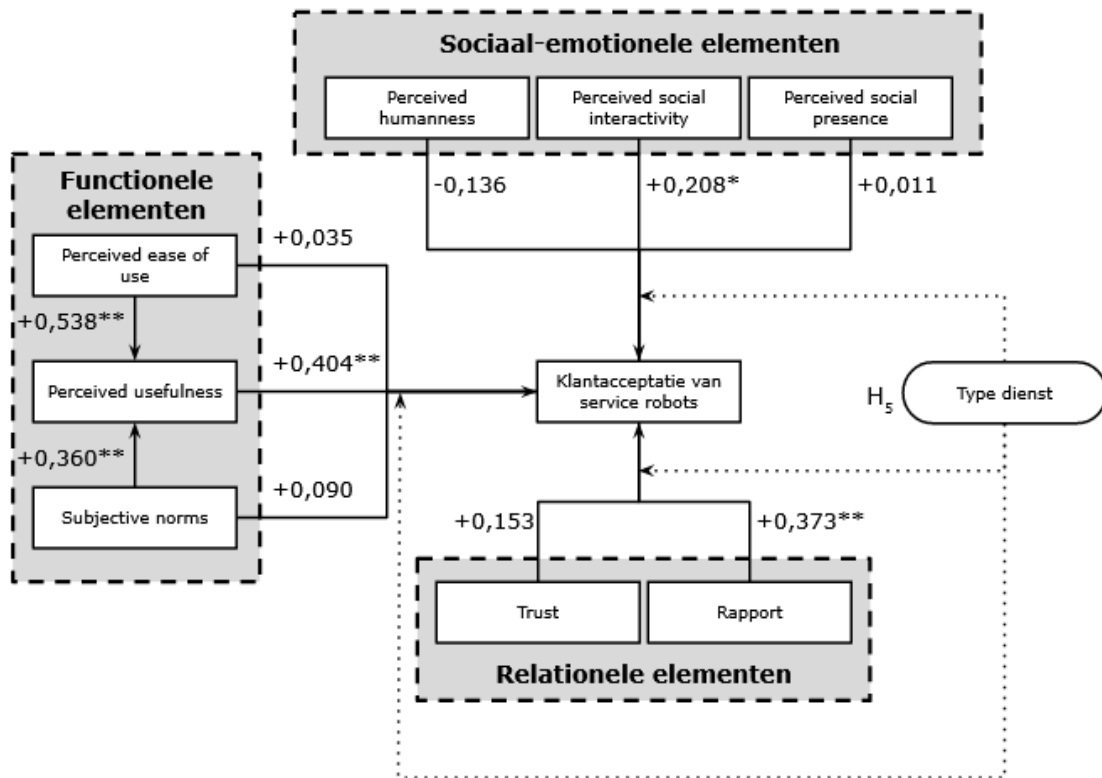 Sociaal-emotionele elementen
Perceived
humanness
Perceived social
interactivity
Perceived social
presence
-0,136
+0,208*
+0,011
Functionele
elementen
Perceived ease of
use
+0,035
+0,538**
Perceived usefulness
+0,404**
+0,360**
Subjective norms
+0,090
Klantacceptatie van
service robots
H5
Type dienst
+0,153
+0,373**
Trust
Rapport
Relationele elementen